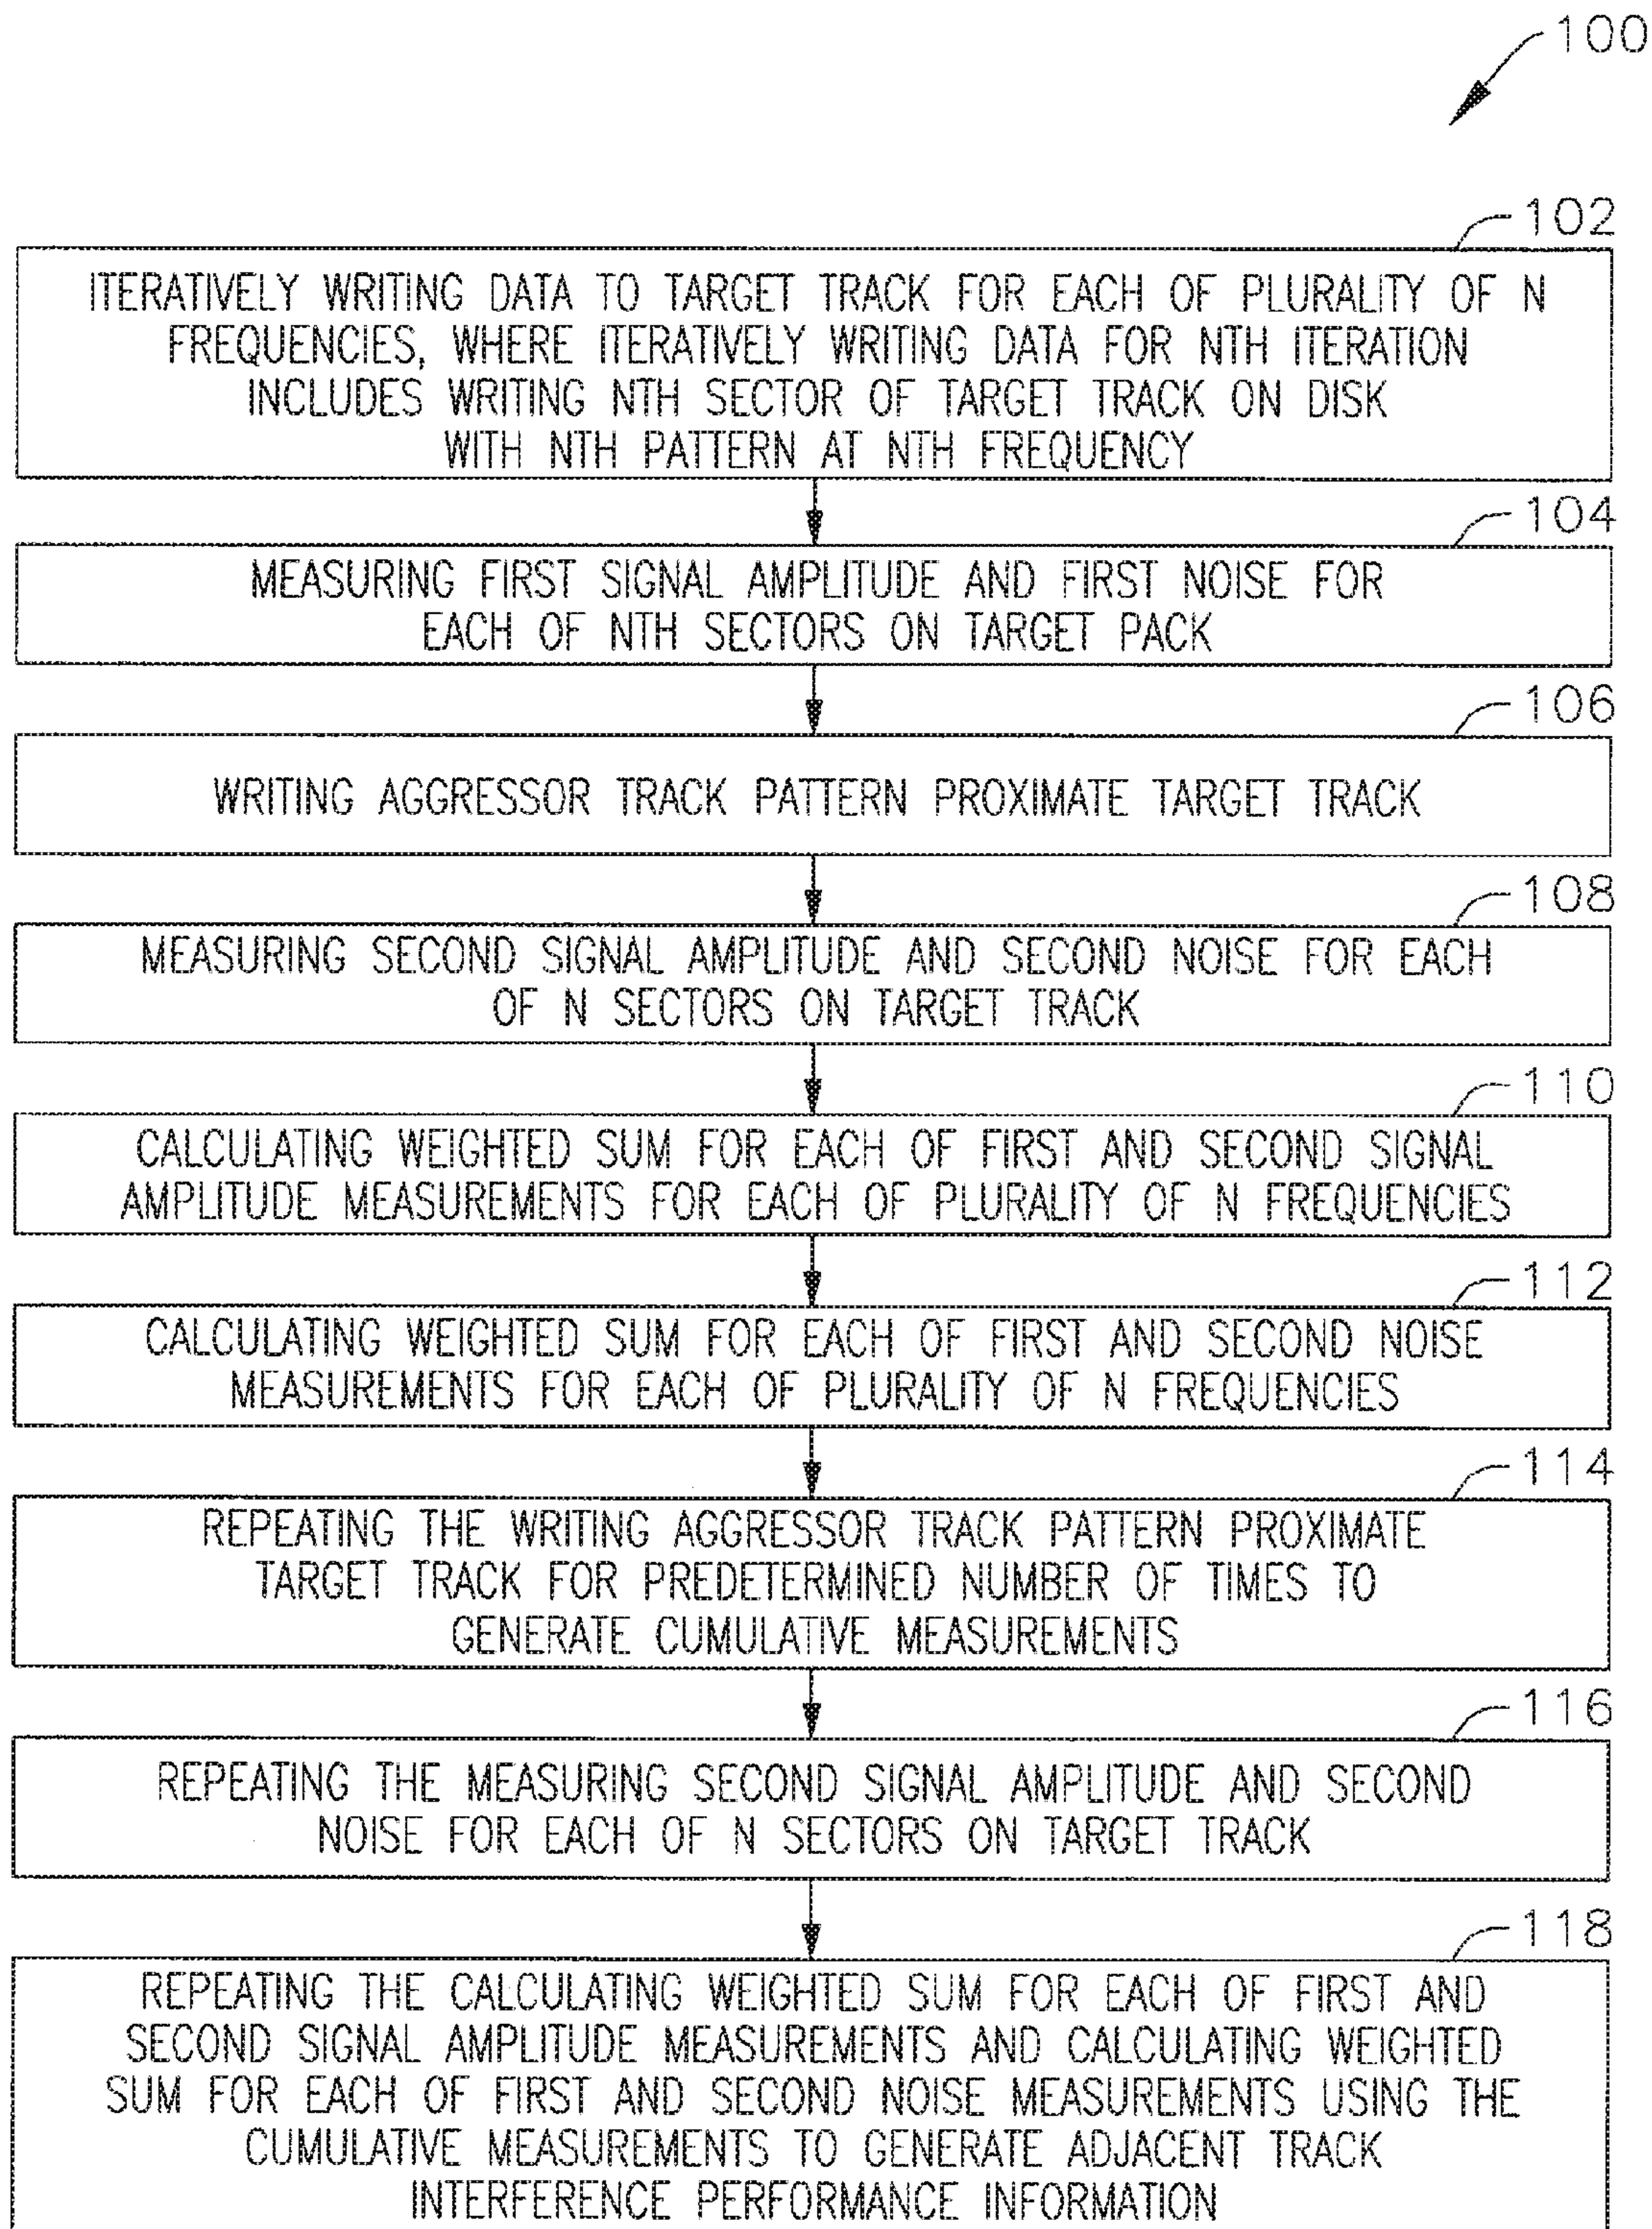 100
102
ITERATIVELY WRITING DATA TO TARGET TRACK FOR EACH OF PLURALITY OF N
FREQUENCIES, WHERE ITERATIVELY WRITING DATA FOR NTH ITERATION
INCLUDES WRITING NTH SECTOR OF TARGET TRACK ON DISK
WITH NTH PATTERN AT NTH FREQUENCY
104
MEASURING FIRST SIGNAL AMPLITUDE AND FIRST NOISE FOR
EACH OF NTH SECTORS ON TARGET PACK
106
WRITING AGGRESSOR TRACK PATTERN PROXIMATE TARGET TRACK
108
MEASURING SECOND SIGNAL AMPLITUDE AND SECOND NOISE FOR EACH
OF N SECTORS ON TARGET TRACK
110
CALCULATING WEIGHTED SUM FOR EACH OF FIRST AND SECOND SIGNAL
AMPLITUDE MEASUREMENTS FOR EACH OF PLURALITY OF N FREQUENCIES
112
CALCULATING WEIGHTED SUM FOR EACH OF FIRST AND SECOND NOISE
MEASUREMENTS FOR EACH OF PLURALITY OF N FREQUENCIES
114
REPEATING THE WRITING AGGRESSOR TRACK PATTERN PROXIMATE
TARGET TRACK FOR PREDETERMINED NUMBER OF TIMES TO
GENERATE CUMULATIVE MEASUREMENTS
116
REPEATING THE MEASURING SECOND SIGNAL AMPLITUDE AND SECOND
NOISE FOR EACH OF N SECTORS ON TARGET TRACK
118
REPEATING THE CALCULATING WEIGHTED SUM FOR EACH OF FIRST AND
SECOND SIGNAL AMPLITUDE MEASUREMENTS AND CALCULATING WEIGHTED
SUM FOR EACH OF FIRST AND SECOND NOISE MEASUREMENTS USING THE
CUMULATIVE MEASUREMENTS TO GENERATE ADJACENT TRACK
INTERFERENCE PERFORMANCE INFORMATION